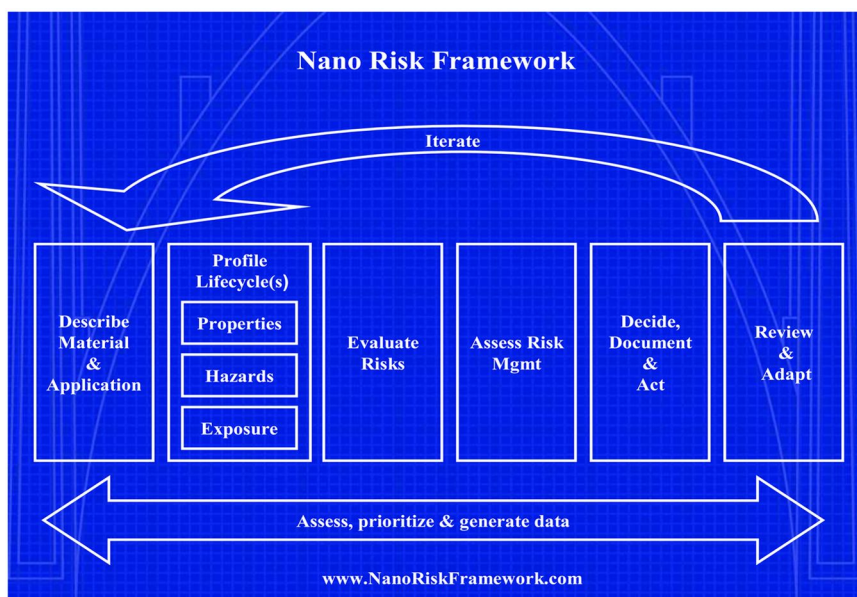 Nano Risk Framework
Iterate
Describe
Material
&
Application
Profile
Lifecycle(s)
Properties
Hazards
Exposure
Evaluate
Risks
Assess Risk
Mgmt
Decide,
Document
&
Act
Review
&
Adapt
Assess, prioritize & generate data
www.NanoRiskFramework.com